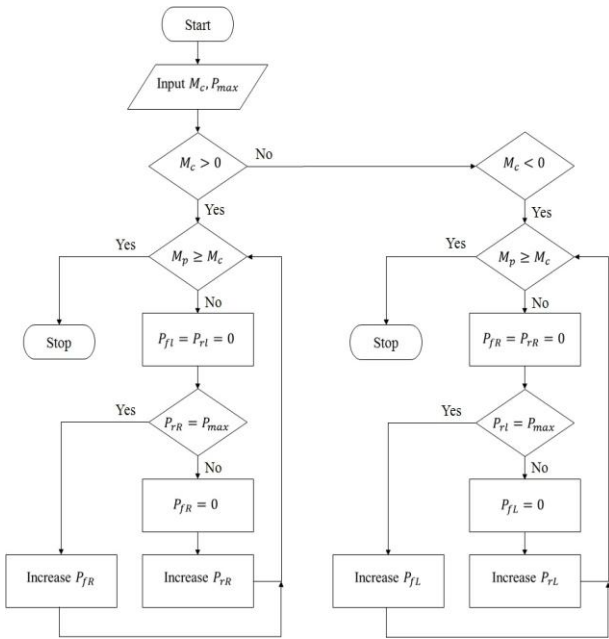 Start
Input M_c, P_max
M_c > 0
No
M_c < 0
Yes
Yes
Yes
M_p ≥ M_c
Yes
M_p ≥ M_c
No
No
Stop
P_fl = P_rl = 0
Stop
P_fR = P_rR = 0
Yes
P_rR = P_max
Yes
P_rl = P_max
No
No
P_fR = 0
P_fL = 0
Increase P_fR
Increase P_rR
Increase P_fL
Increase P_rL